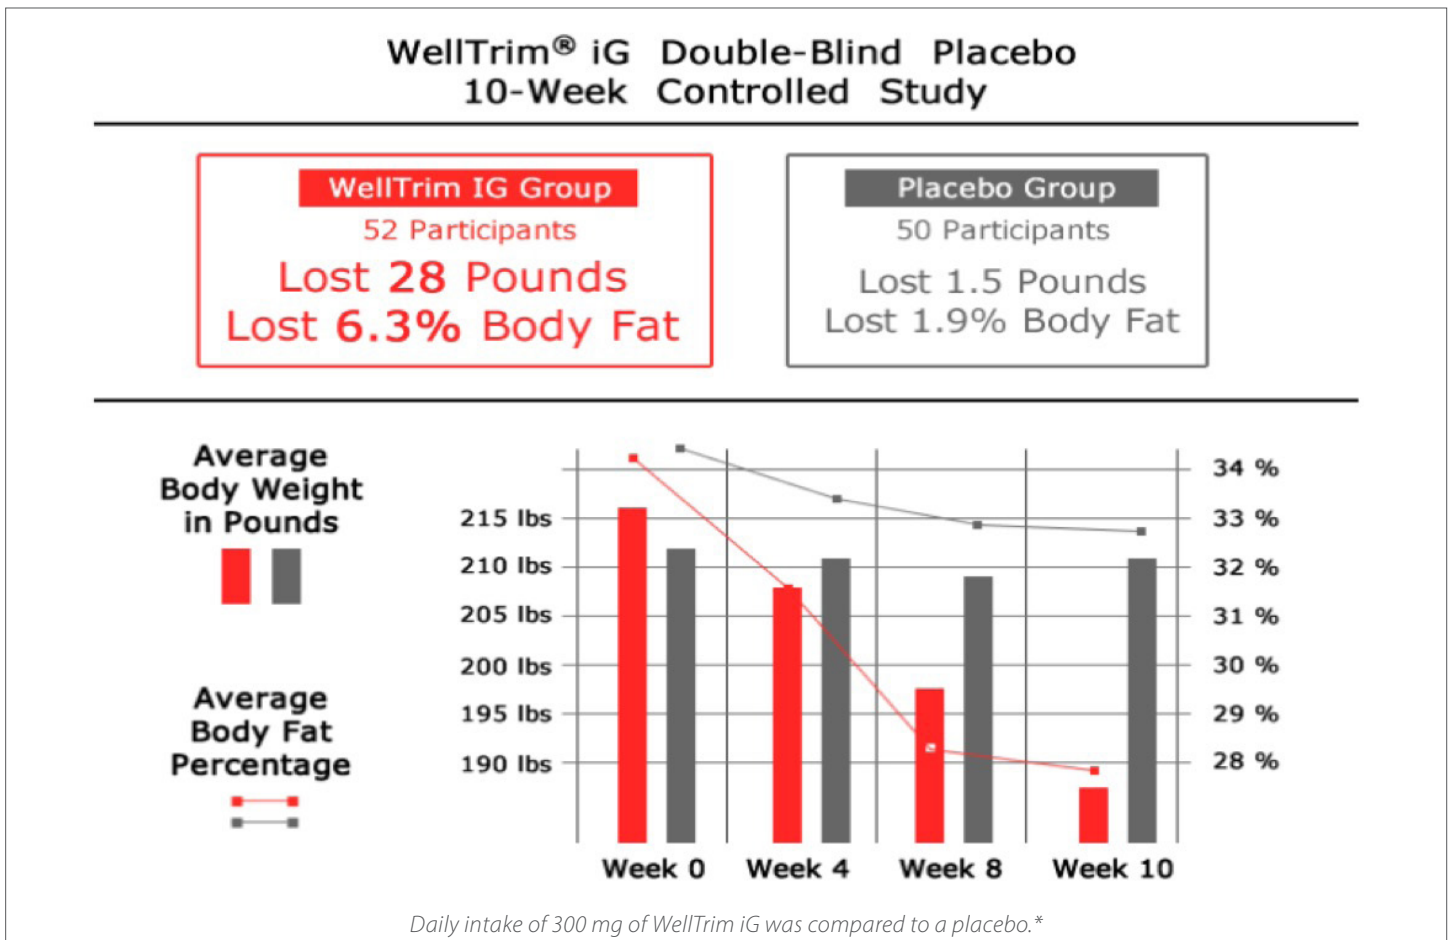 WellTrim® iG Double-Blind Placebo
10-Week Controlled Study
WellTrim IG Group
52 Participants
Lost 28 Pounds
Lost 6.3% Body Fat
Placebo Group
50 Participants
Lost 1.5 Pounds
Lost 1.9% Body Fat
Average
Body Weight
in Pounds
Average
Body Fat
Percentage
215 lbs
210 lbs
205 lbs
200 lbs
195 lbs
190 lbs
34 %
33 %
32 %
31 %
30 %
29 %
28 %
Week 0 Week 4 Week 8 Week 10
Daily intake of 300 mg of WellTrim iG was compared to a placebo.*